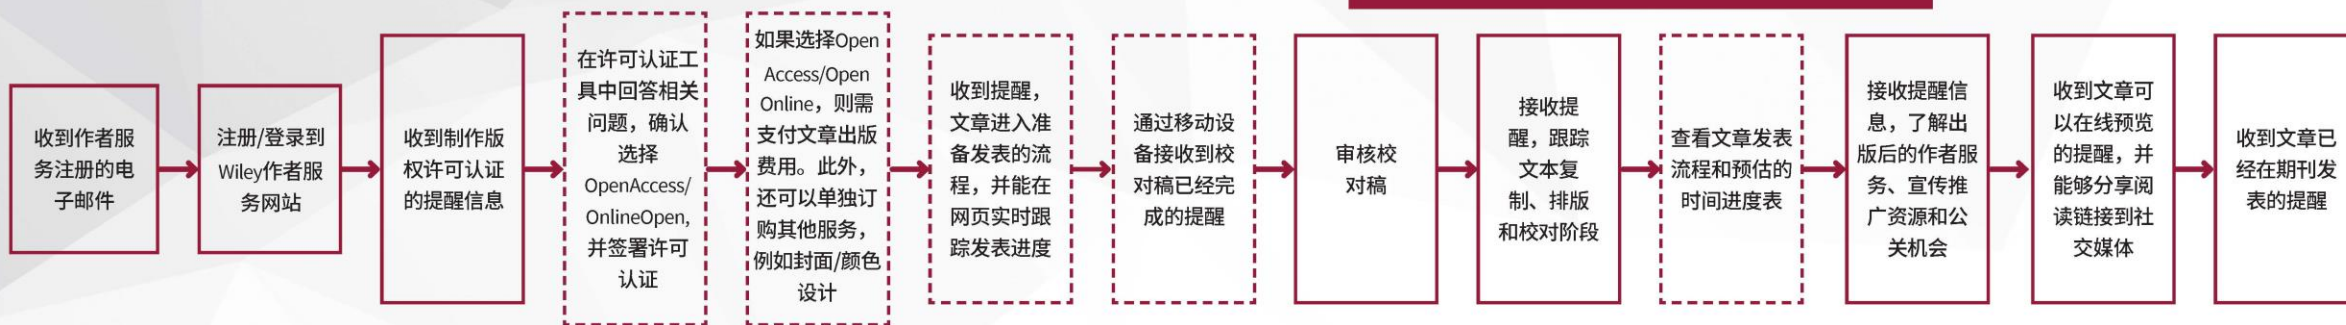 收到作者服
务注册的电
子邮件
注册/登录到
Wiley作者服
务网站
收到制作版
权许可认证
的提醒信息
在许可认证工
具中回答相关
问题，确认
选择
OpenAccess/
OnlineOpen,
并签署许可
认证
如果选择Open
Access/Open
Online，则需
支付文章出版
费用。此外，
还可以单独订
购其他服务，
例如封面/颜色
设计
收到提醒，
文章进入准
备发表的流
程，并能在
网页实时跟
踪发表进度
通过移动设
备接收到校
对稿已经完
成的提醒
审核校
对稿
接收提
醒，跟踪
文本复
制、排版
和校对阶段
查看文章发表
流程和预估的
时间进度表
接收提醒信
息，了解出
版后的作者服
务、宣传推
广资源和公
关机会
收到文章可
以在线预览
的提醒，并
能够分享阅
读链接到社
交媒体
收到文章已
经在期刊发
表的提醒